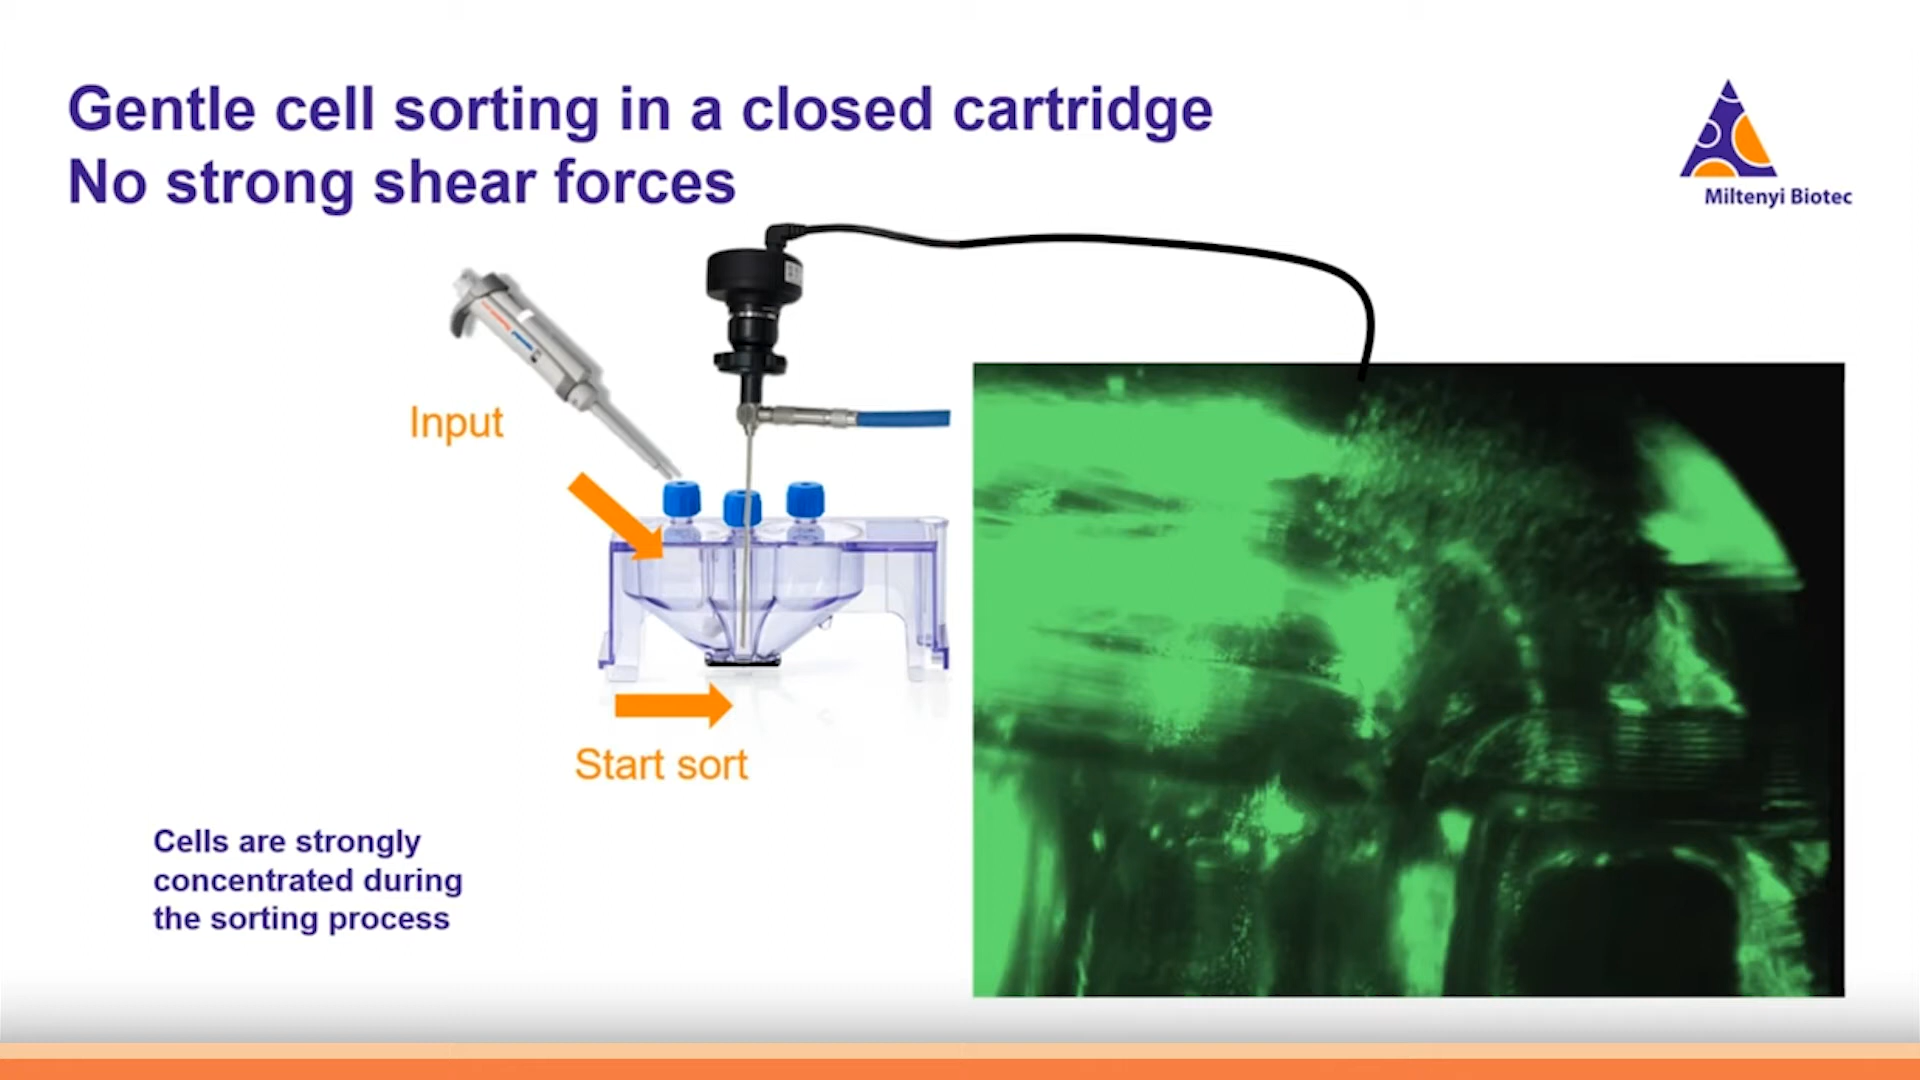 Gentle cell sorting in a closed cartridge
No strong shear forces
Miltenyi Biotec
Input
Start sort
Cells are strongly
concentrated during
the sorting process